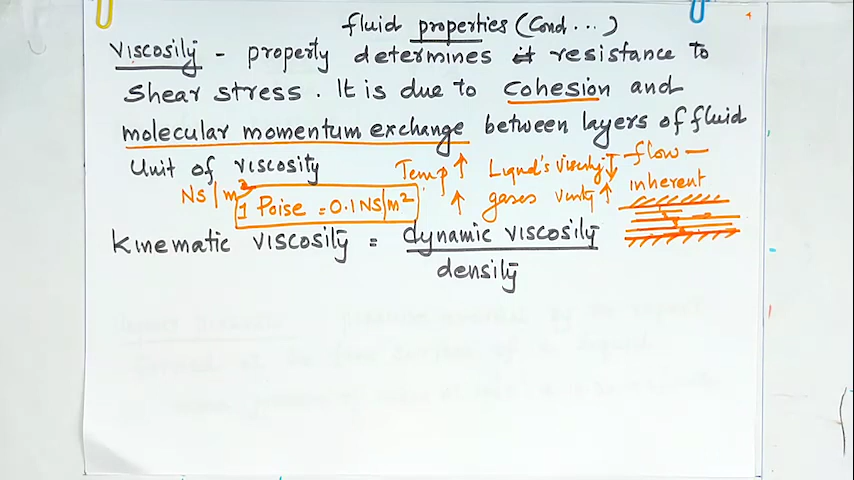 fluid properties (Cond...)
Viscosity - property determines it resistance to
Shear stress. It is due to cohesion and
molecular momentum exchange between layers of fluid
Unit of viscosity
Ns/m²
1 Poise = 0.1 Ns/m²
Temp ↑ Liquid's viscosity ↓
↑ gases ↑
flow —
inherent
Kinematic viscosity = dynamic viscosity
density